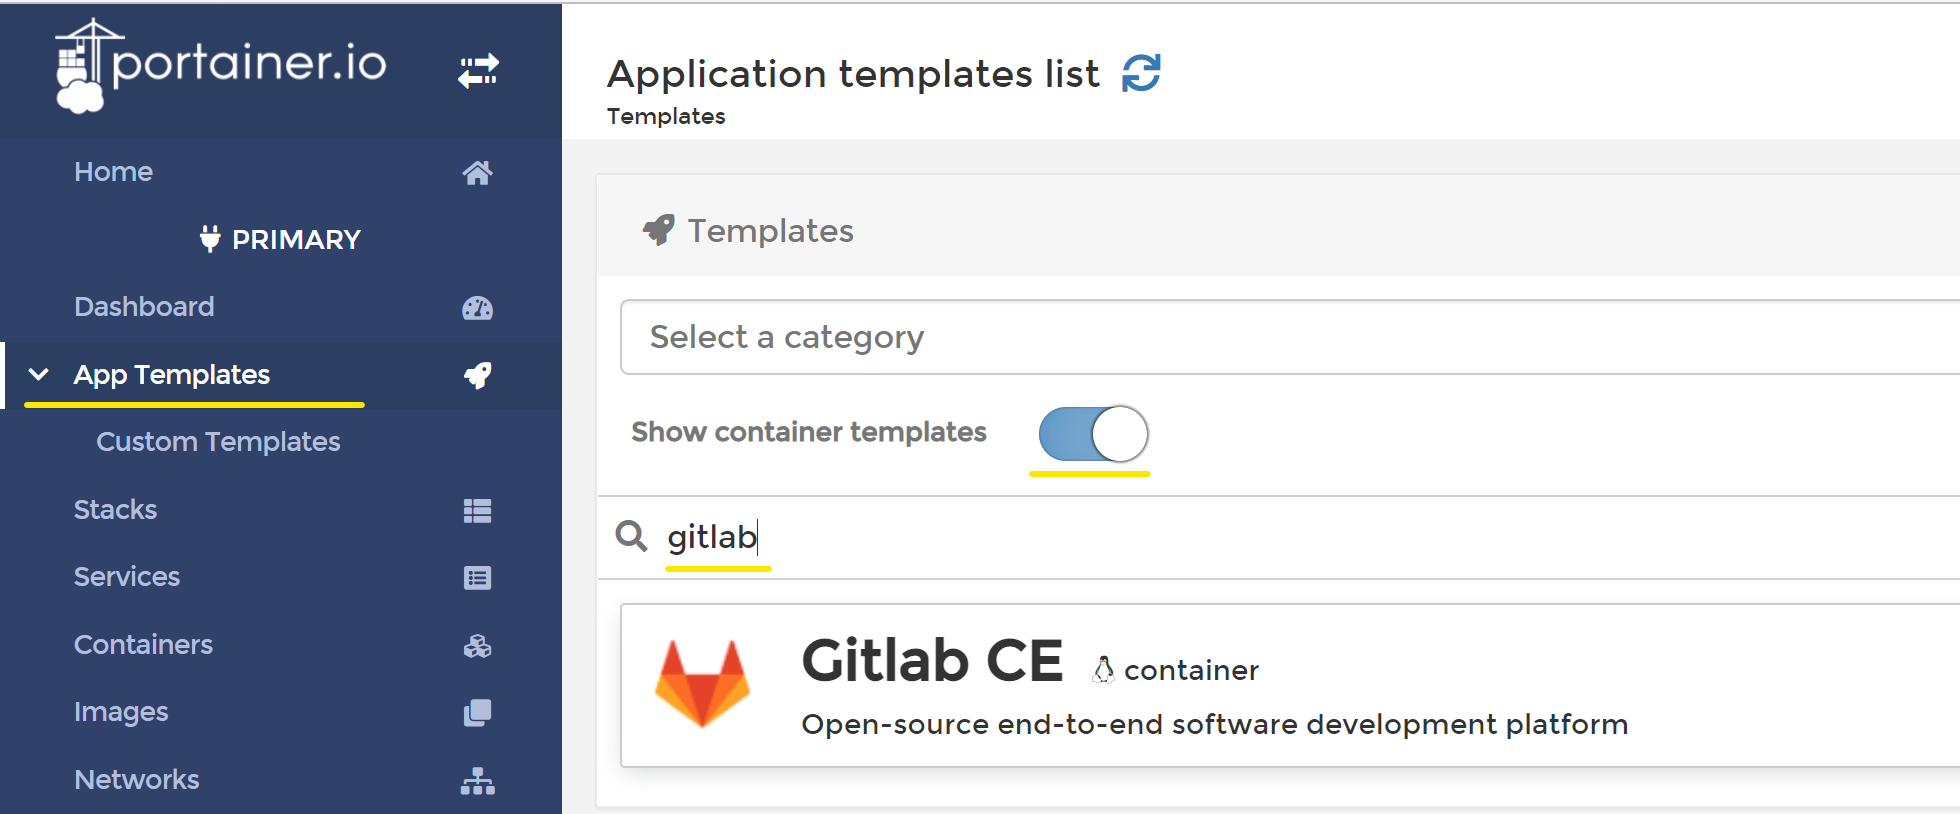 portainer.io
Home
PRIMARY
Dashboard
App Templates
Custom Templates
Stacks
Services
Containers
Images
Networks
Application templates list
Templates
Templates
Select a category
Show container templates
gitlab
Gitlab CE container
Open-source end-to-end software development platform